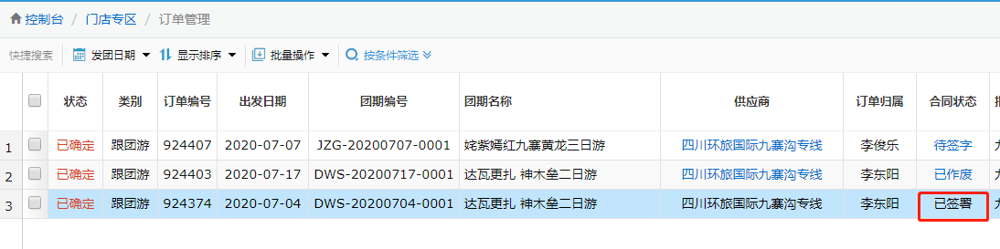 控制台 / 门店专区 / 订单管理
快捷搜索 发团日期 显示排序 批量操作 按条件筛选
状态 类别 订单编号 出发日期 团期编号 团期名称 供应商 订单归属 合同状态
1 已确定 跟团游 924407 2020-07-07 JZG-20200707-0001 姹紫嫣红九寨黄龙三日游 四川环旅国际九寨沟专线 李俊乐 待签字
2 已确定 跟团游 924403 2020-07-17 DWS-20200717-0001 达瓦更扎 神木垒二日游 四川环旅国际九寨沟专线 李东阳 已作废
3 已确定 跟团游 924374 2020-07-04 DWS-20200704-0001 达瓦更扎 神木垒二日游 四川环旅国际九寨沟专线 李东阳 已签署